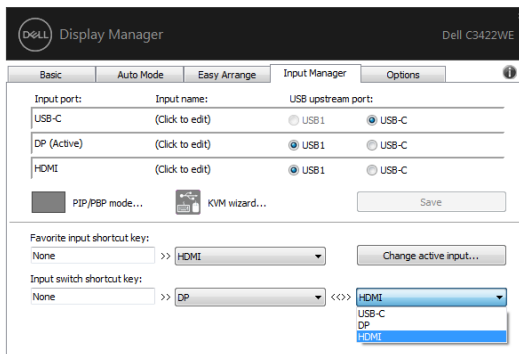 DELL Display Manager Dell C3422WE
Basic Auto Mode Easy Arrange Input Manager Options i
Input port: Input name: USB upstream port:
USB-C (Click to edit) USB1 USB-C
DP (Active) (Click to edit) USB1 USB-C
HDMI (Click to edit) USB1 USB-C
PIP/PBP mode... KVM wizard... Save
Favorite input shortcut key:
None >> HDMI Change active input...
Input switch shortcut key:
None >> DP <<>> HDMI
USB-C
DP
HDMI